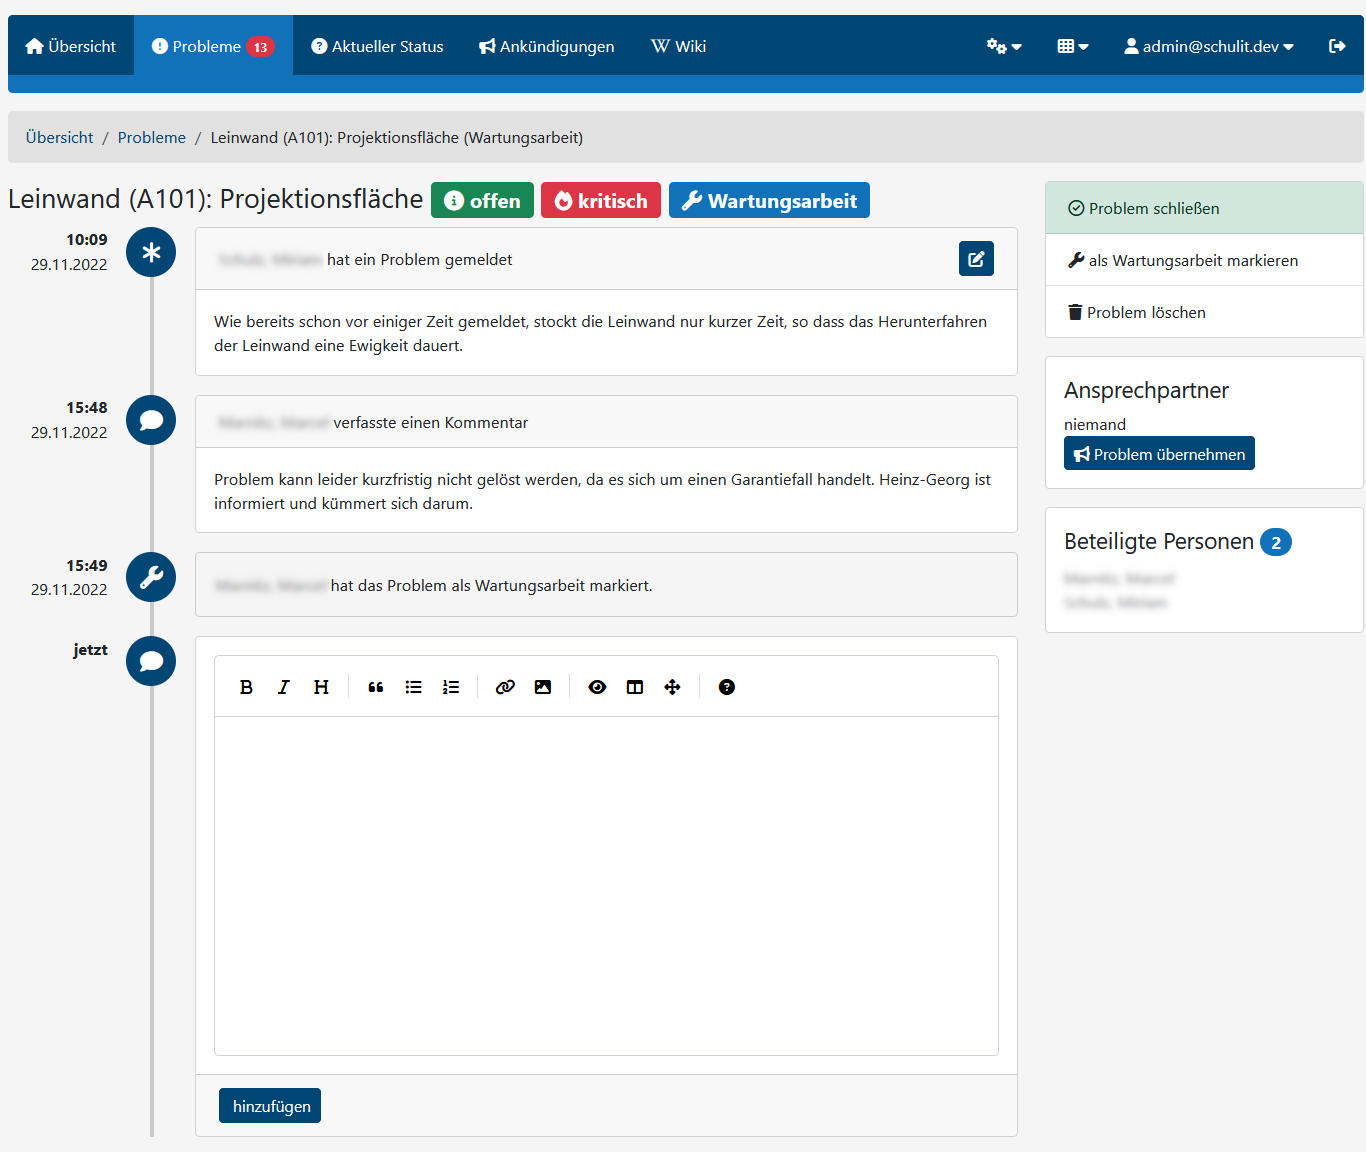 Übersicht Probleme 13 Aktueller Status Ankündigungen Wiki admin@schulit.dev
Übersicht / Probleme / Leinwand (A101): Projektionsfläche (Wartungsarbeit)
Leinwand (A101): Projektionsfläche offen kritisch Wartungsarbeit
10:09
29.11.2022
hat ein Problem gemeldet
Wie bereits schon vor einiger Zeit gemeldet, stockt die Leinwand nur kurzer Zeit, so dass das Herunterfahren
der Leinwand eine Ewigkeit dauert.
15:48
29.11.2022
verfasste einen Kommentar
Problem kann leider kurzfristig nicht gelöst werden, da es sich um einen Garantiefall handelt. Heinz-Georg ist
informiert und kümmert sich darum.
15:49
29.11.2022
hat das Problem als Wartungsarbeit markiert.
jetzt
B I H
hinzufügen
Problem schließen
als Wartungsarbeit markieren
Problem löschen
Ansprechpartner
niemand
Problem übernehmen
Beteiligte Personen 2